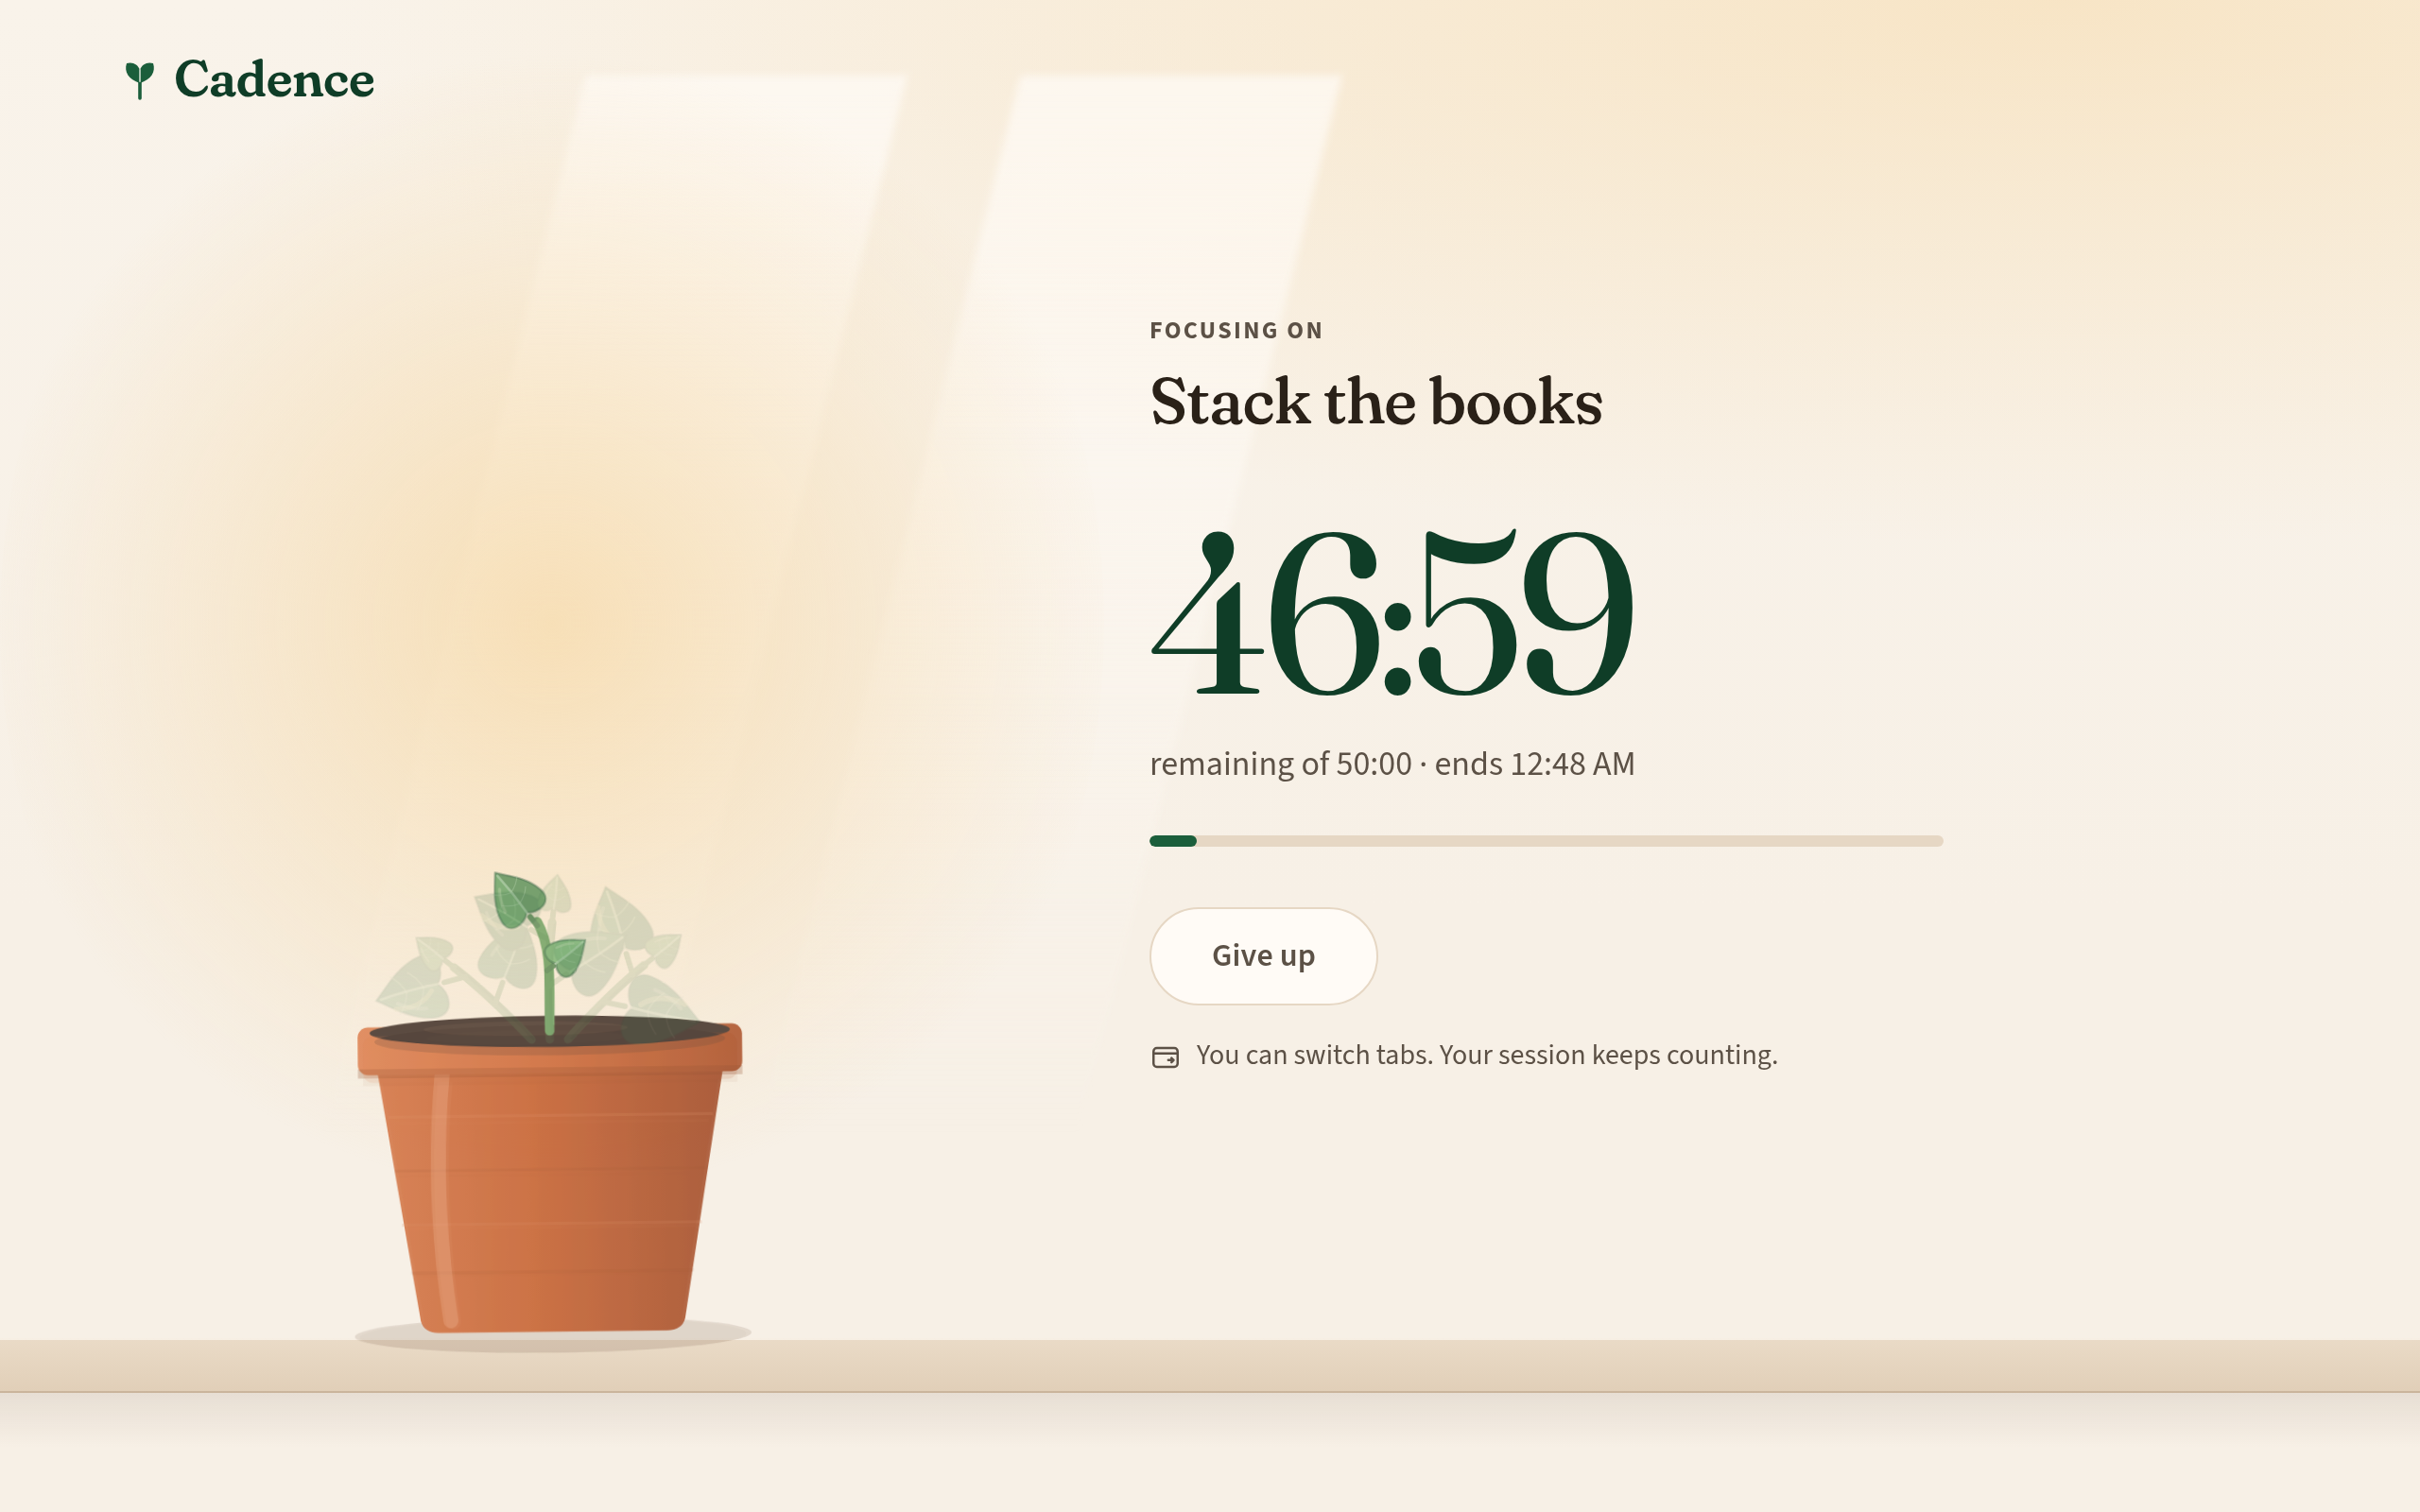 Cadence
FOCUSING ON
Stack the books
46:59
remaining of 50:00 · ends 12:48 AM
Give up
You can switch tabs. Your session keeps counting.